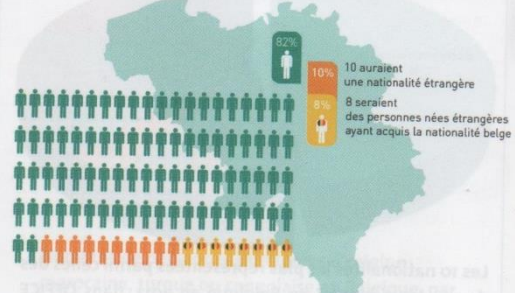 82%
10%
10 auraient
une nationalité étrangère
8%
8 seraient
des personnes nées étrangères
ayant acquis la nationalité belge